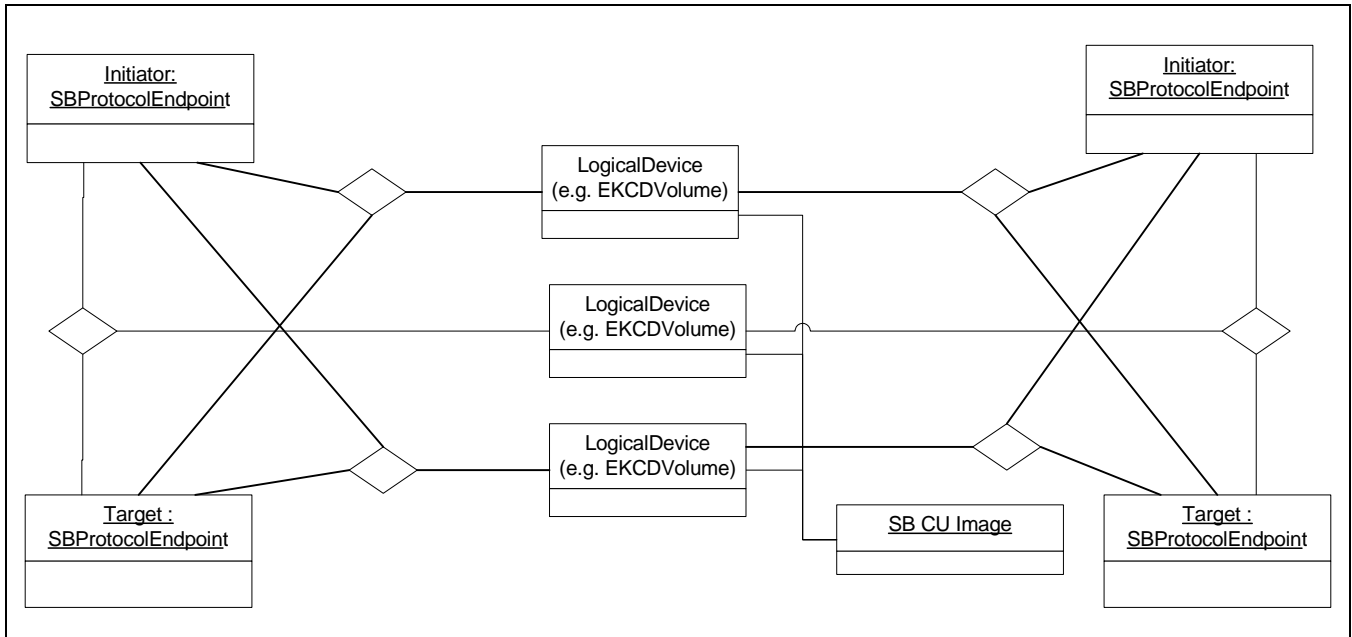 Initiator:
SBProtocolEndpoint
Initiator:
SBProtocolEndpoint
LogicalDevice
(e.g. EKCDVolume)
LogicalDevice
(e.g. EKCDVolume)
LogicalDevice
(e.g. EKCDVolume)
Target :
SBProtocolEndpoint
SB CU Image
Target :
SBProtocolEndpoint